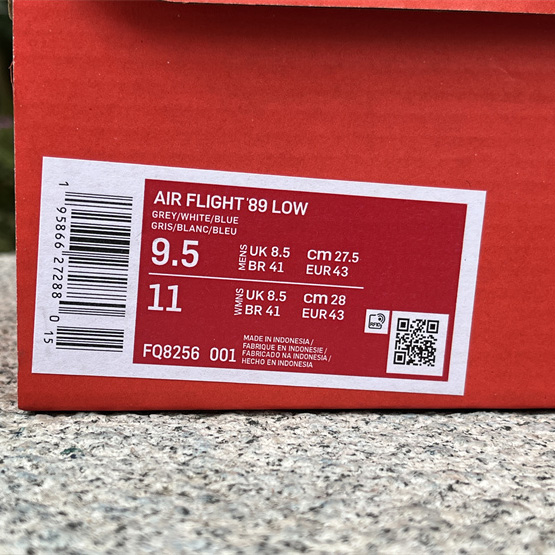 AIR FLIGHT '89 LOW
GREY/WHITE/BLUE
GRIS/BLANC/BLEU
9.5 MENS UK 8.5 cm 27.5
BR 41 EUR 43
11 WMNS UK 8.5 cm 28
BR 41 EUR 43
RFID
FQ8256 001
MADE IN INDONESIA /
FABRIQUE EN INDONESIE /
FABRICADO NA INDONESIA /
HECHO EN INDONESIA
1 95866 27288 0 15